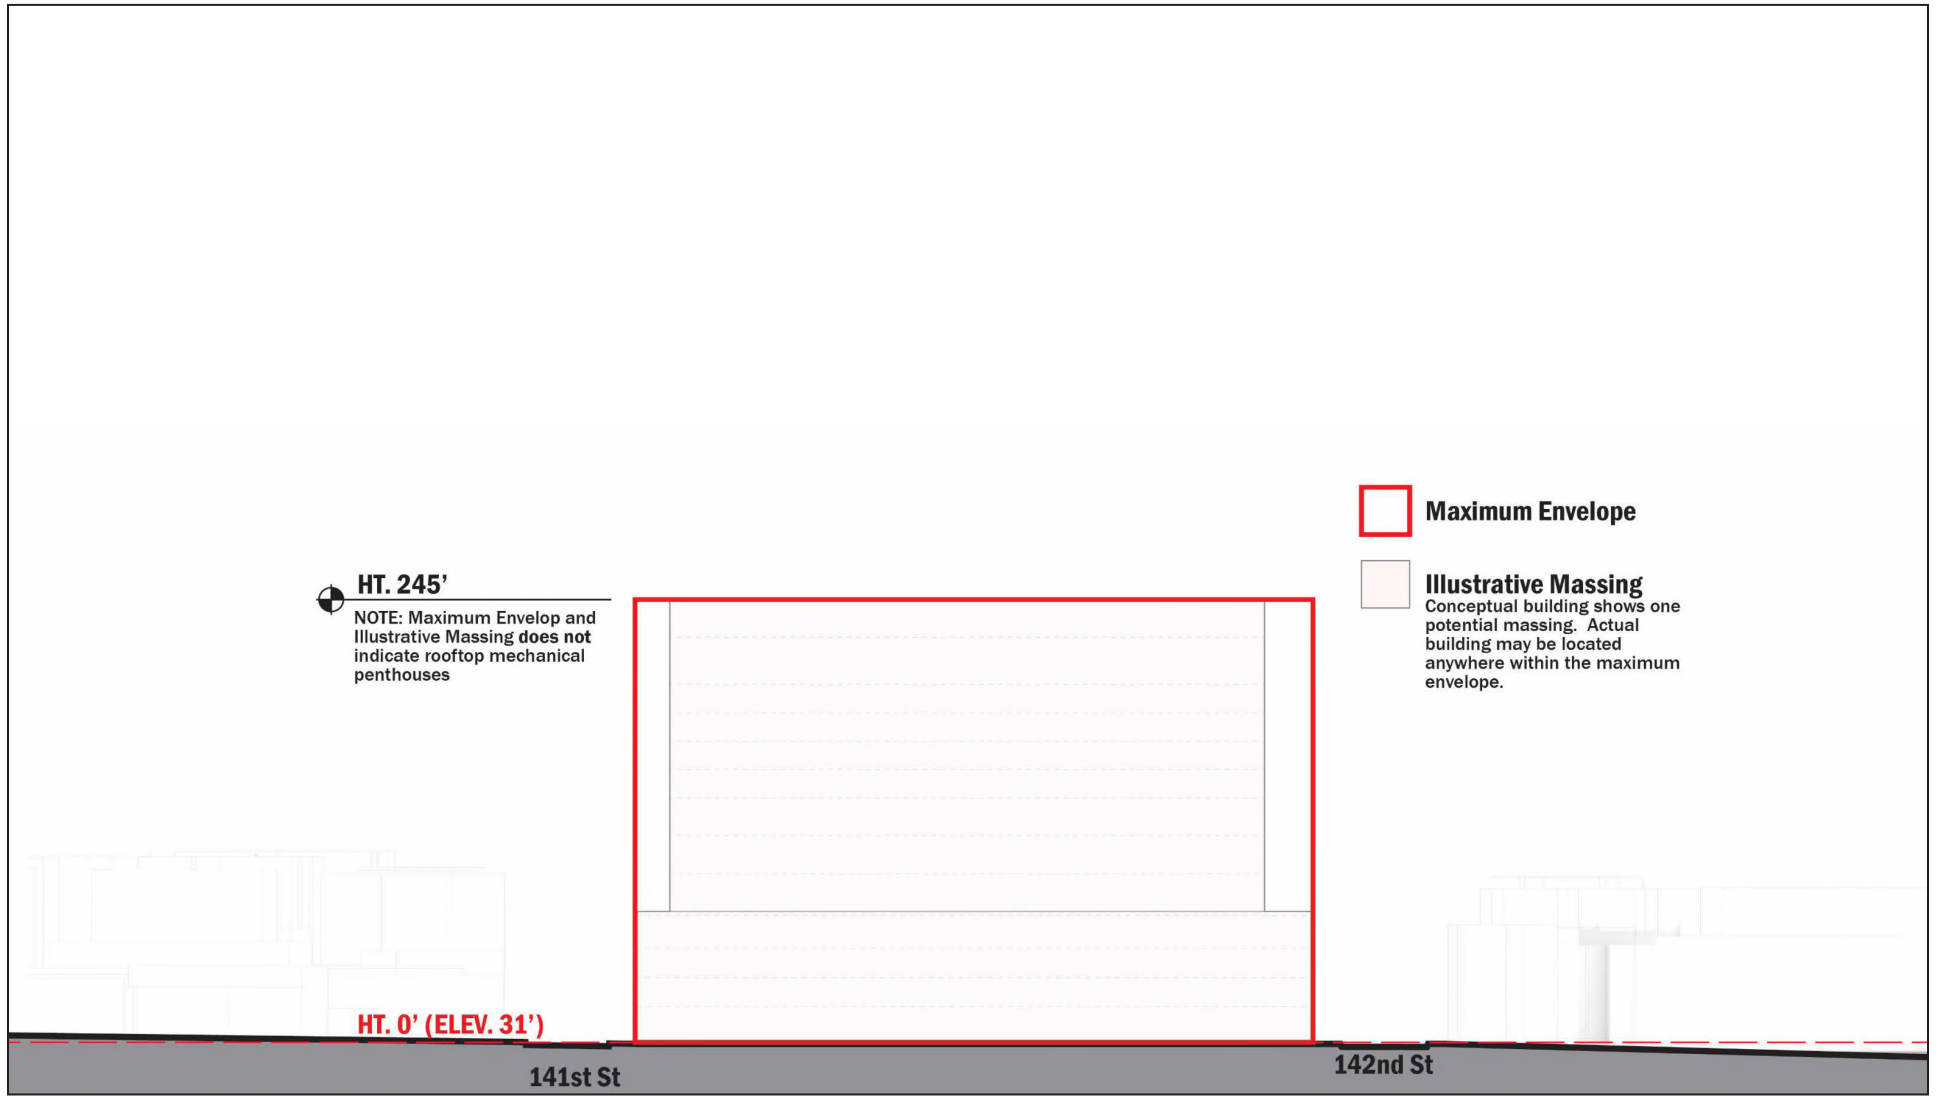 Maximum Envelope
HT. 245’
NOTE: Maximum Envelop and
Illustrative Massing does not
indicate rooftop mechanical
penthouses
Illustrative Massing
Conceptual building shows one
potential massing. Actual
building may be located
anywhere within the maximum
envelope.
HT. 0’ (ELEV. 31’)
141st St
142nd St